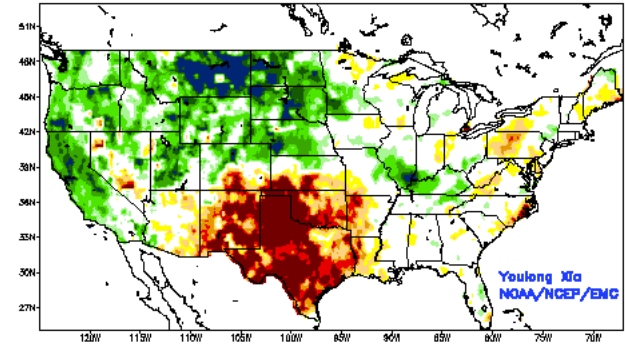 51N
48N
45N
42N
39N
36N
33N
30N
27N
Youlong Xia
NOAA/NCEP/EMC
120W 115W 110W 105W 100W 95W 90W 85W 80W 75W 70W